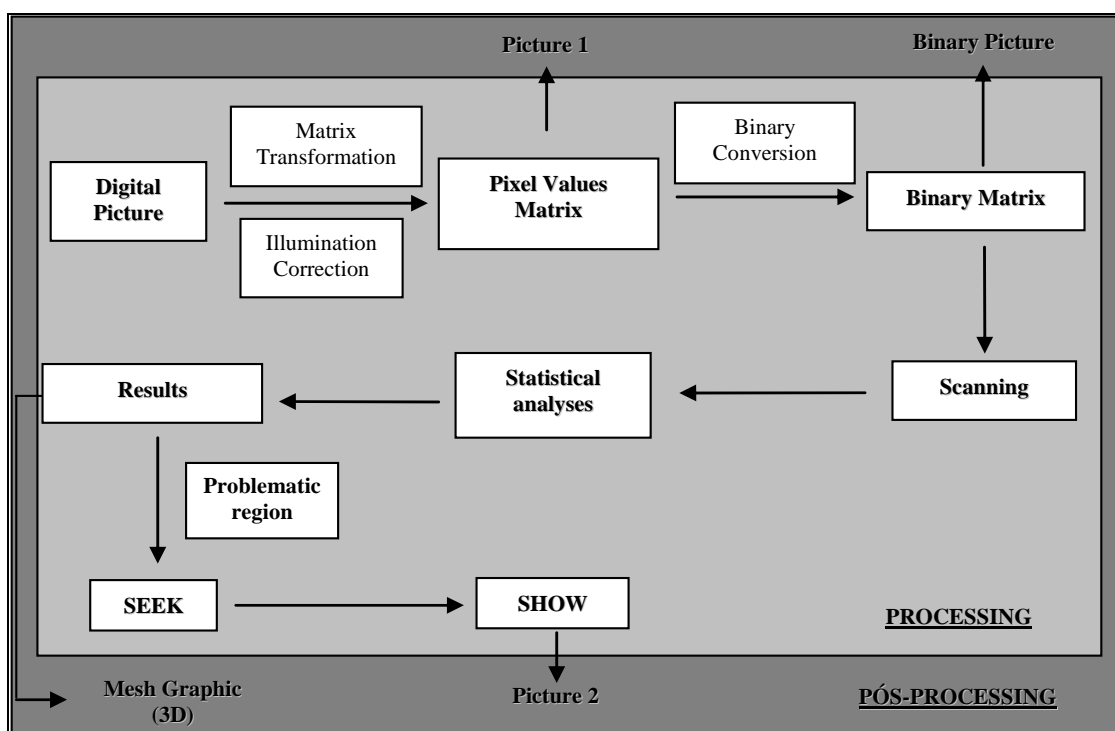 Picture 1
Binary Picture
Matrix
Transformation
Binary
Conversion
Digital
Picture
Pixel Values
Matrix
Binary Matrix
Illumination
Correction
Results
Statistical
analyses
Scanning
Problematic
region
SEEK
SHOW
PROCESSING
Mesh Graphic
(3D)
Picture 2
PÓS-PROCESSING